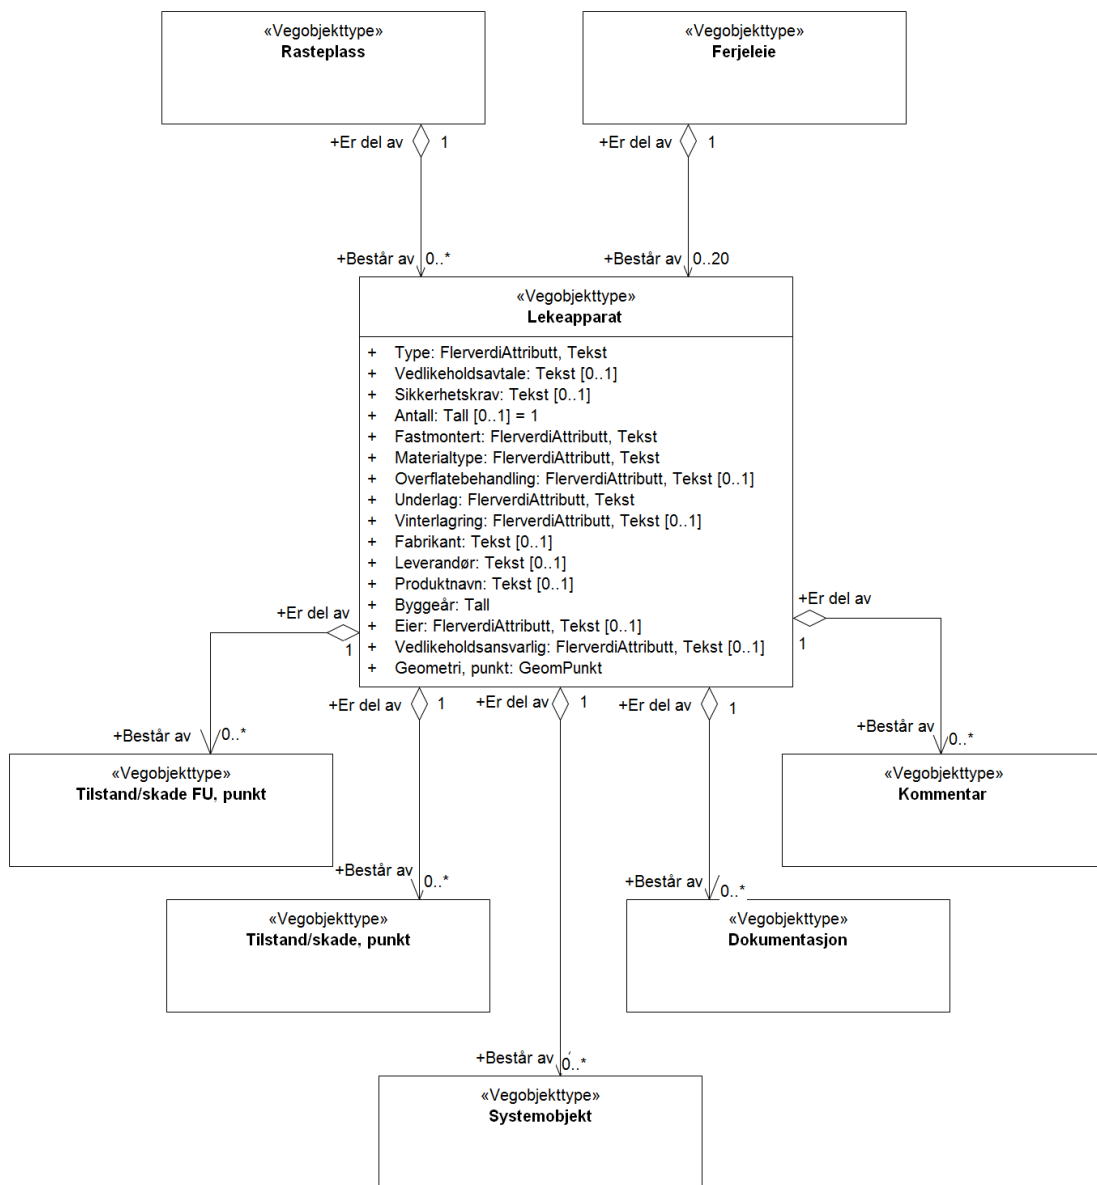 «Vegobjekttype»
Rasteplass
«Vegobjekttype»
Ferjeleie
+Er del av
1
+Er del av
1
+Består av
0..*
+Består av
0..20
«Vegobjekttype»
Lekeapparat
+ Type: FlerverdiAttributt, Tekst
+ Vedlikeholdsavtale: Tekst [0..1]
+ Sikkerhetskrav: Tekst [0..1]
+ Antall: Tall [0..1] = 1
+ Fastmontert: FlerverdiAttributt, Tekst
+ Materialtype: FlerverdiAttributt, Tekst
+ Overflatebehandling: FlerverdiAttributt, Tekst [0..1]
+ Underlag: FlerverdiAttributt, Tekst
+ Vinterlagring: FlerverdiAttributt, Tekst [0..1]
+ Fabrikant: Tekst [0..1]
+ Leverandør: Tekst [0..1]
+ Produktnavn: Tekst [0..1]
+ Byggeår: Tall
+ Eier: FlerverdiAttributt, Tekst [0..1]
+ Vedlikeholdsansvarlig: FlerverdiAttributt, Tekst [0..1]
+ Geometri, punkt: GeomPunkt
+Er del av
1
+Er del av
1
+Er del av
1
+Er del av
1
+Er del av
1
+Består av
0..*
+Består av
0..*
«Vegobjekttype»
Tilstand/skade FU, punkt
«Vegobjekttype»
Kommentar
+Består av
0..*
+Består av
0..*
«Vegobjekttype»
Tilstand/skade, punkt
«Vegobjekttype»
Dokumentasjon
+Består av
0..*
«Vegobjekttype»
Systemobjekt